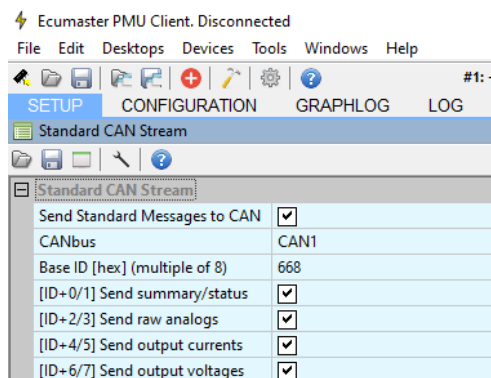 Ecumaster PMU Client. Disconnected
File Edit Desktops Devices Tools Windows Help
#1: -
SETUP CONFIGURATION GRAPHLOG LOG
Standard CAN Stream
Standard CAN Stream
Send Standard Messages to CAN
CANbus CAN1
Base ID [hex] (multiple of 8) 668
[ID+0/1] Send summary/status
[ID+2/3] Send raw analogs
[ID+4/5] Send output currents
[ID+6/7] Send output voltages